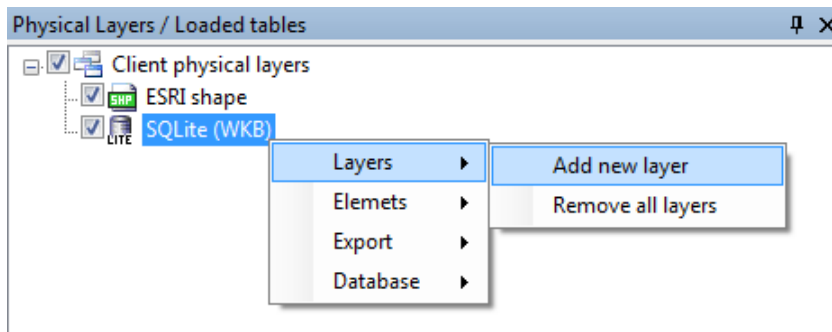 Physical Layers / Loaded tables
Client physical layers
SHP ESRI shape
LITE SQLite (WKB)
Layers
Add new layer
Elemets
Remove all layers
Export
Database